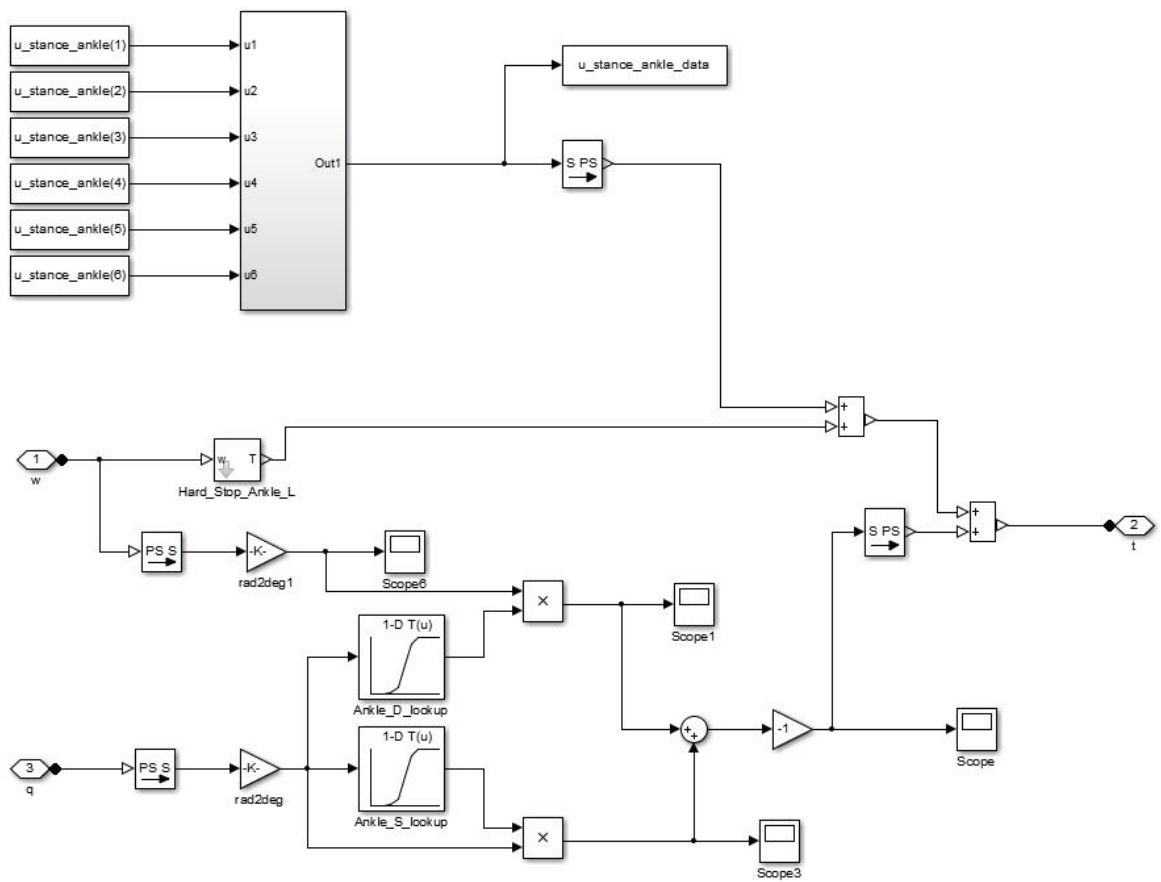 u_stance_ankle(1)
u_stance_ankle(2)
u_stance_ankle(3)
u_stance_ankle(4)
u_stance_ankle(5)
u_stance_ankle(6)
u1
u2
u3
u4
u5
u6
Out1
u_stance_ankle_data
S PS
+
+
1
w
w T
Hard_Stop_Ankle_L
PS S
-K-
rad2deg1
Scope6
×
Scope1
S PS
+
+
2
t
1-D T(u)
Ankle_D_lookup
1-D T(u)
Ankle_S_lookup
3
q
PS S
-K-
rad2deg
×
+
+
-1
Scope
Scope3